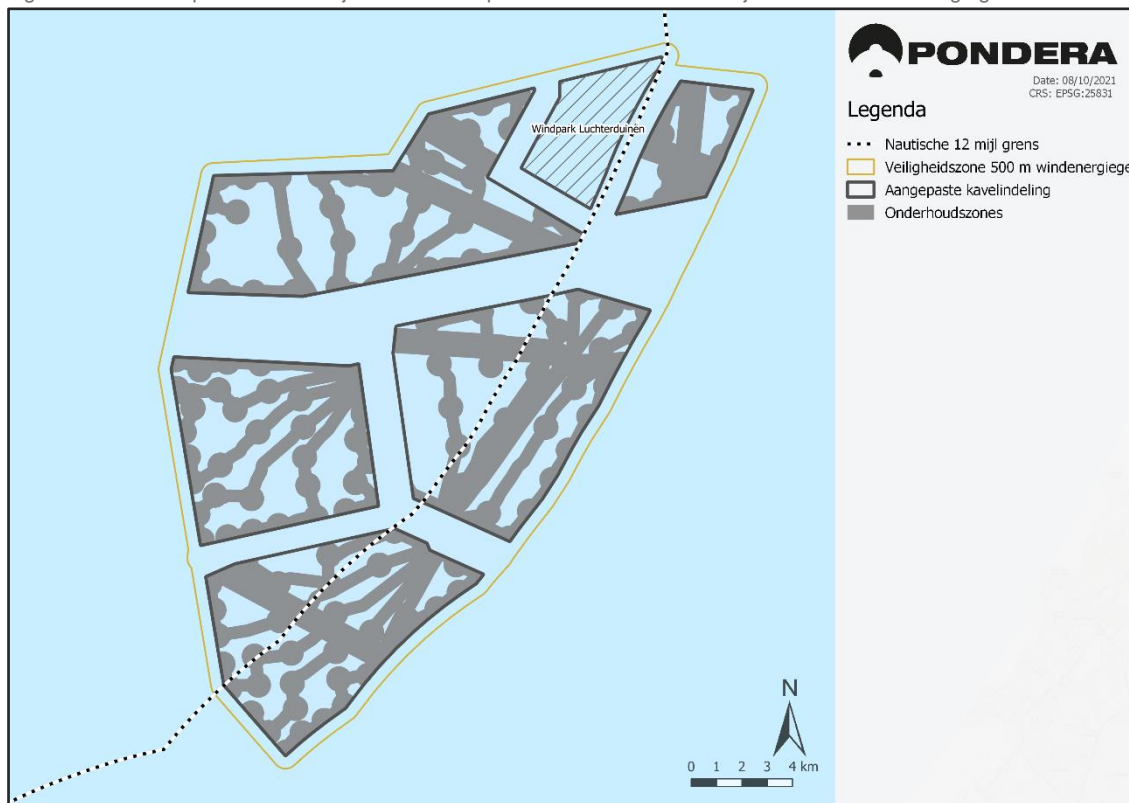 PONDERA
Date: 08/10/2021
CRS: EPSG:25831
Legenda
Nautische 12 mijl grens
Veiligheidszone 500 m windenergiege
Aangepaste kavelindeling
Onderhoudszones
Windpark Luchterduinen
N
0 1 2 3 4 km